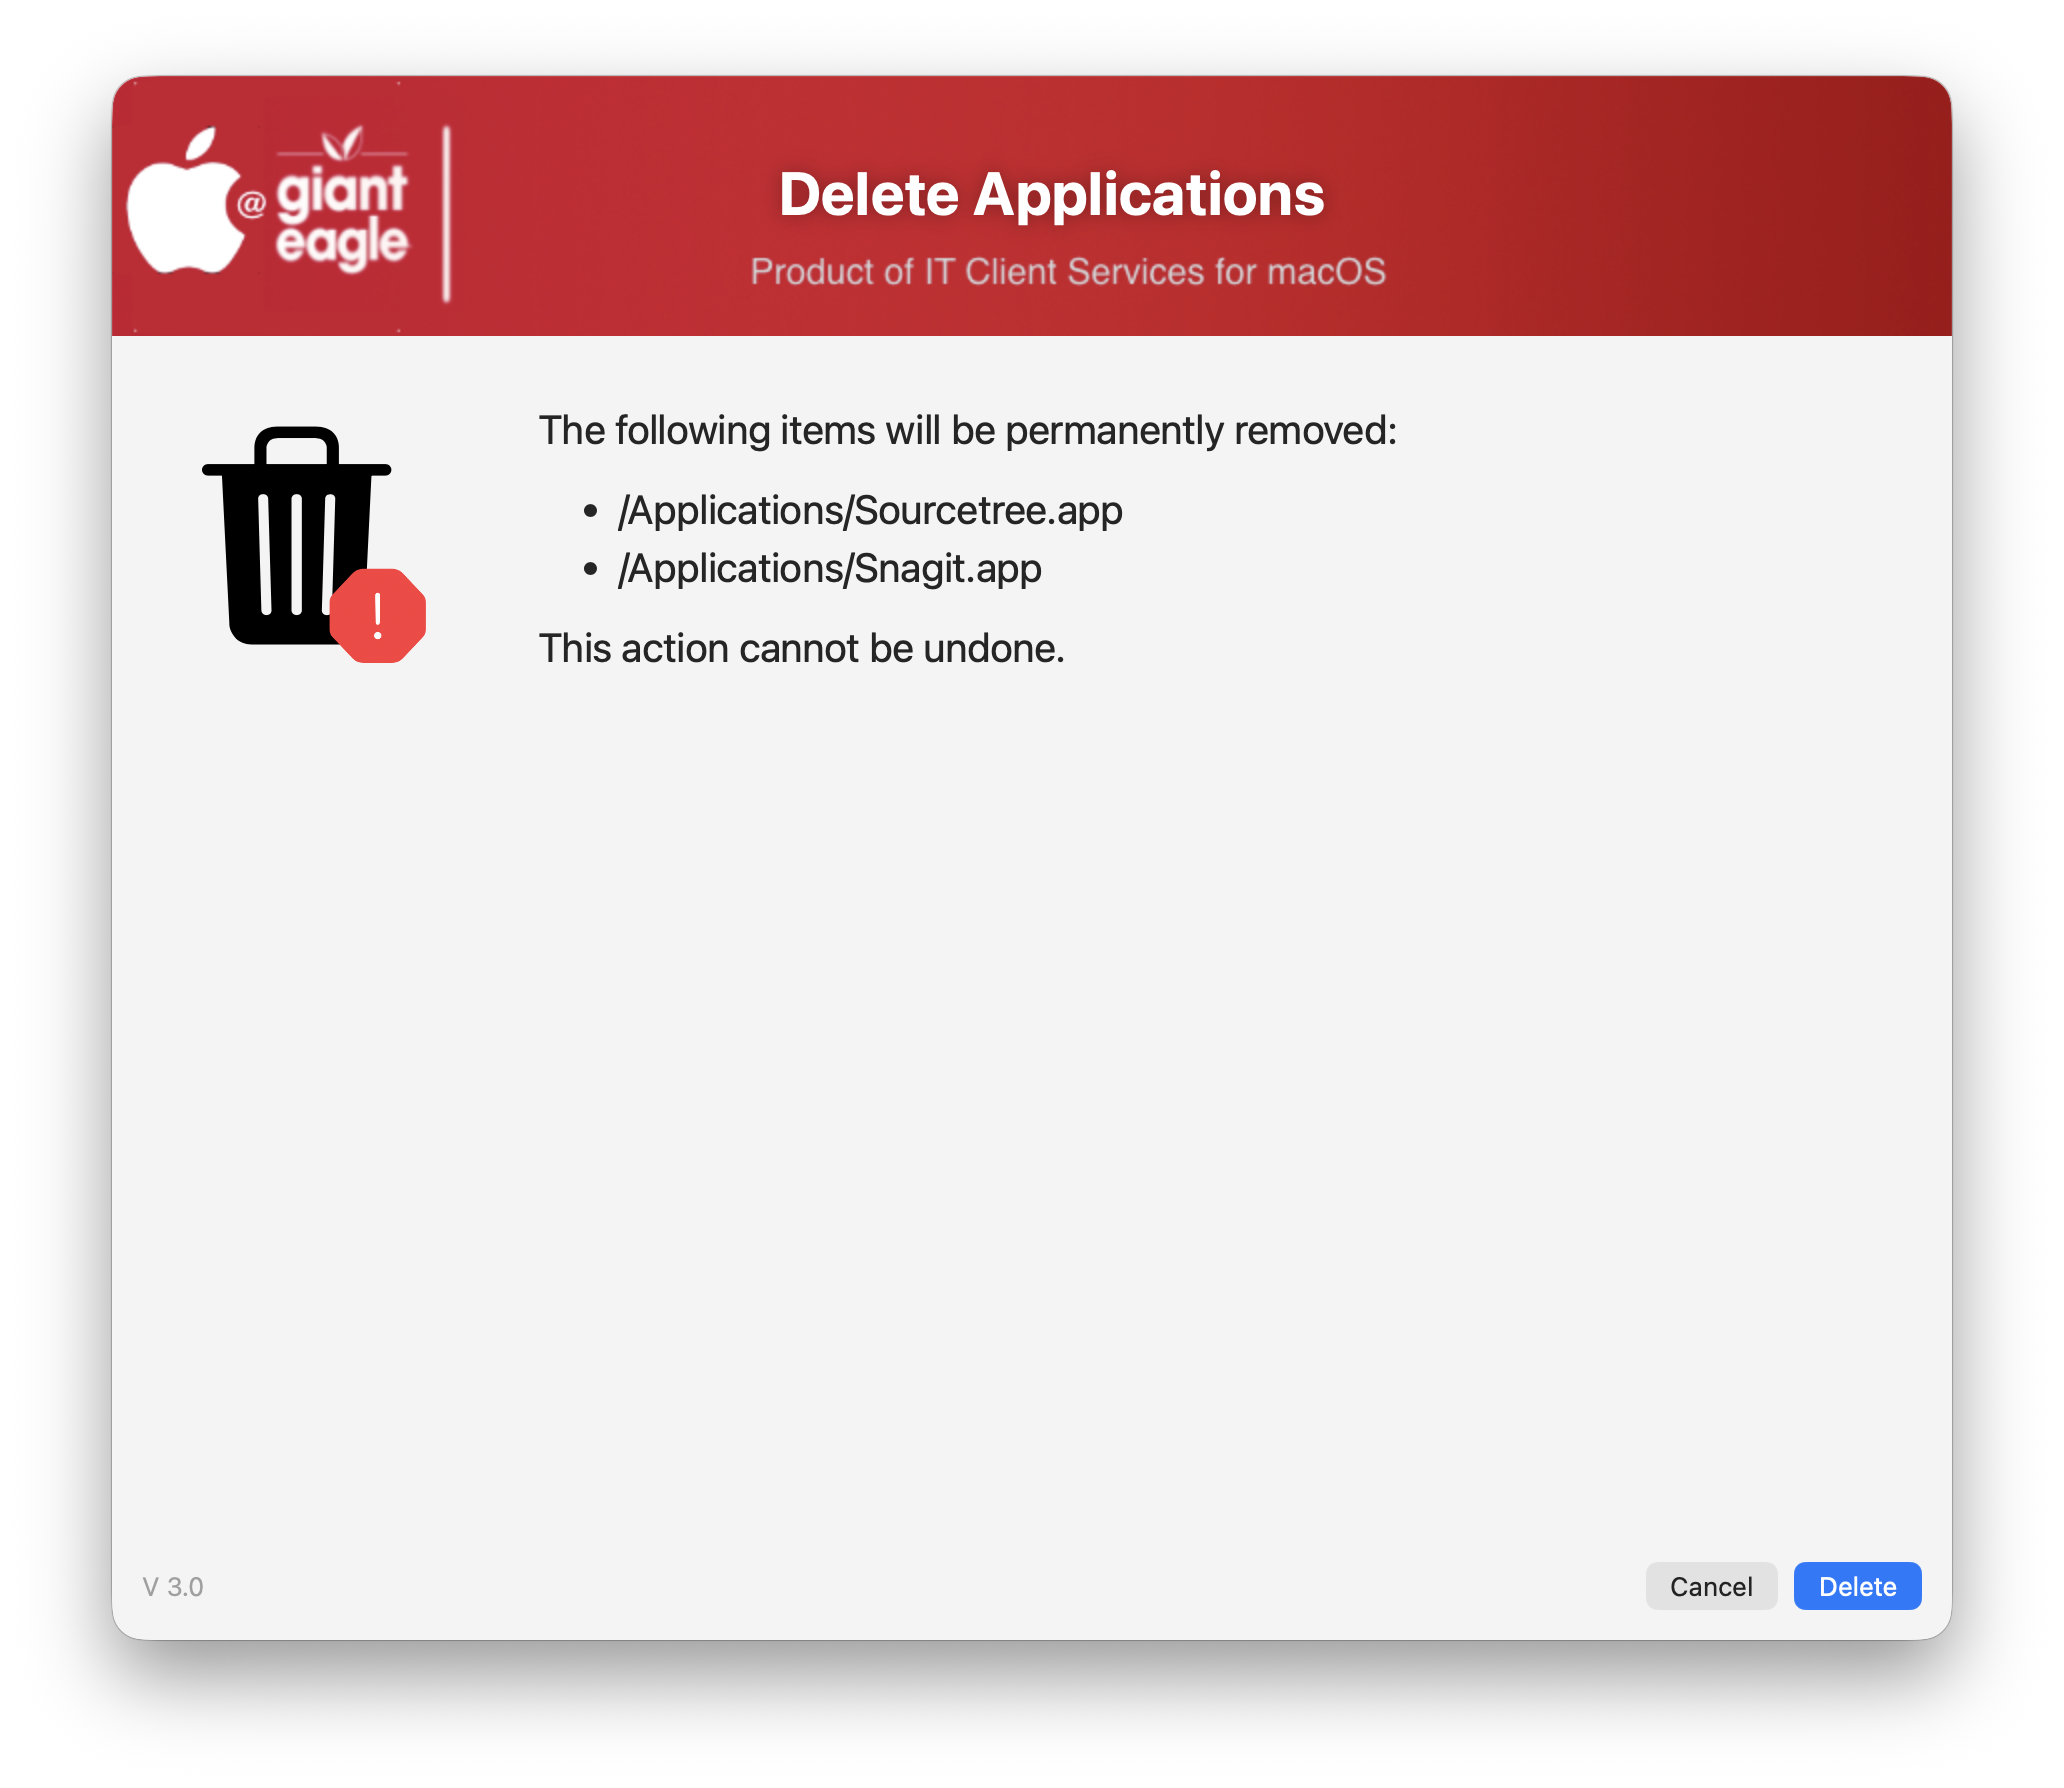 @ giant
eagle
Delete Applications
Product of IT Client Services for macOS
The following items will be permanently removed:
• /Applications/Sourcetree.app
• /Applications/Snagit.app
This action cannot be undone.
!
V 3.0
Cancel
Delete